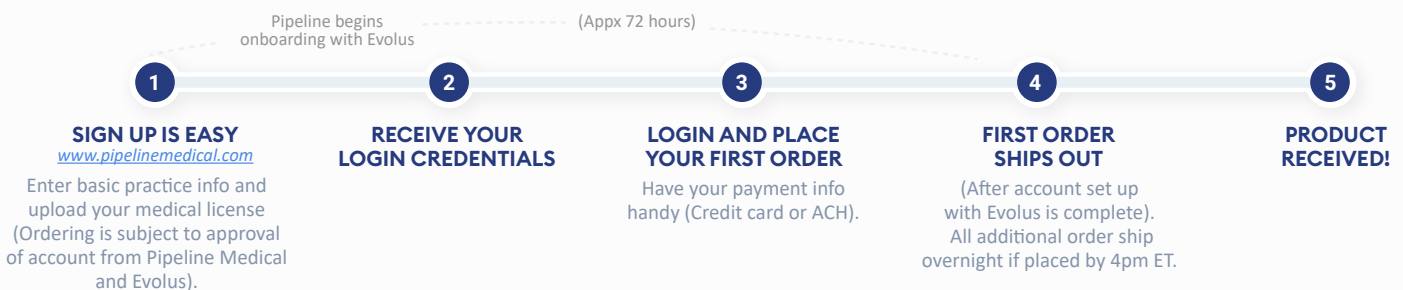 Pipeline begins
onboarding with Evolus
(Appx 72 hours)
1
2
3
4
5
SIGN UP IS EASY
www.pipelinemedical.com
Enter basic practice info and
upload your medical license
(Ordering is subject to approval
of account from Pipeline Medical
and Evolus).
RECEIVE YOUR
LOGIN CREDENTIALS
LOGIN AND PLACE
YOUR FIRST ORDER
Have your payment info
handy (Credit card or ACH).
FIRST ORDER
SHIPS OUT
(After account set up
with Evolus is complete).
All additional order ship
overnight if placed by 4pm ET.
PRODUCT
RECEIVED!